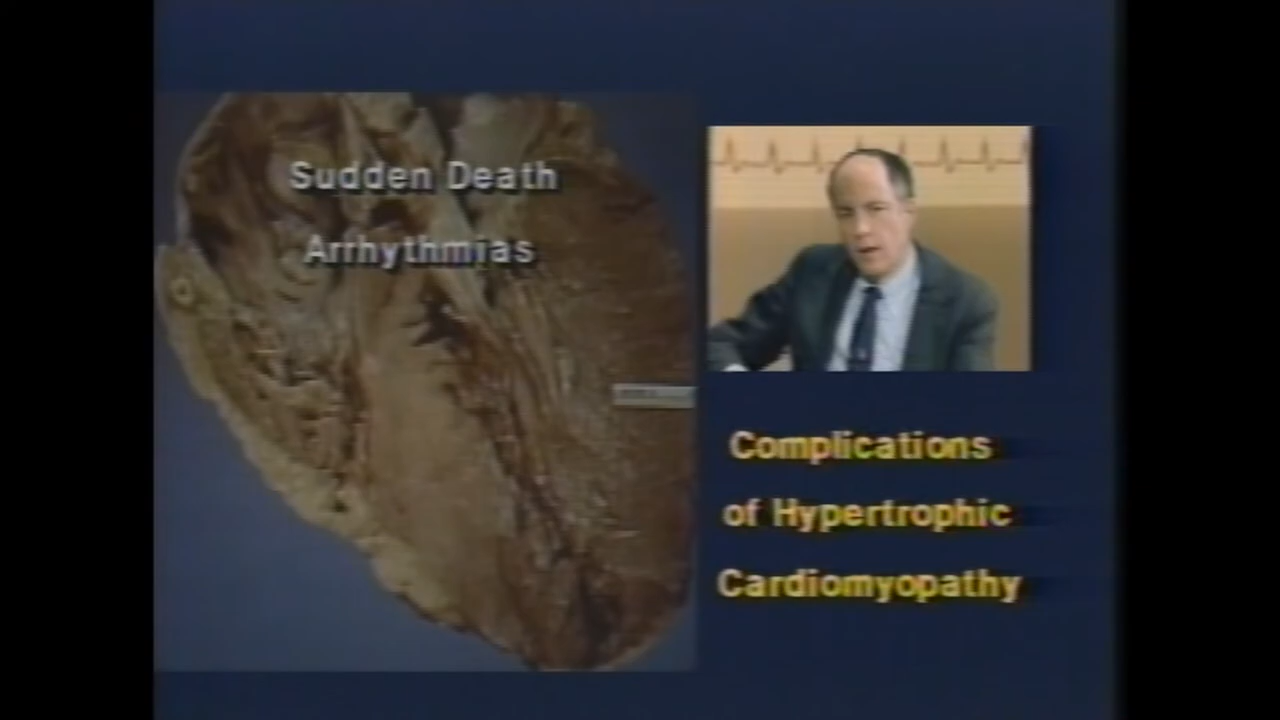 Sudden Death
Arrhythmias
Complications
of Hypertrophic
Cardiomyopathy